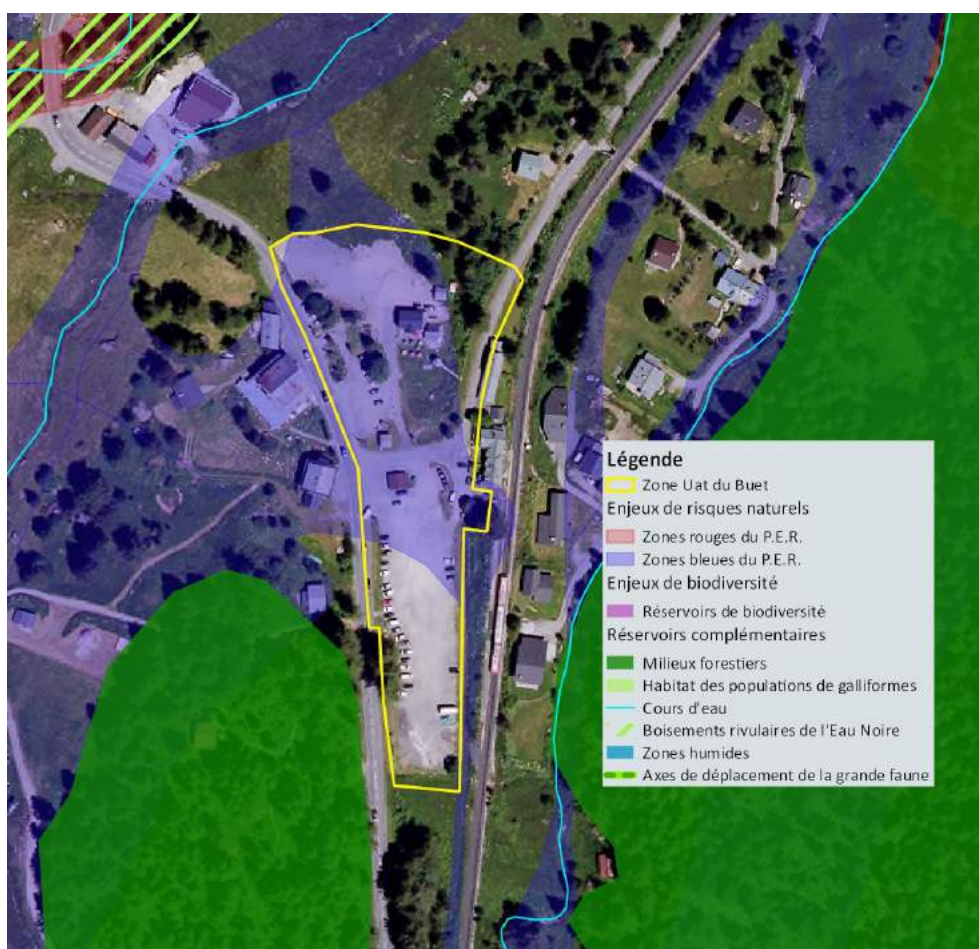 Légende
Zone Uat du Buet
Enjeux de risques naturels
Zones rouges du P.E.R.
Zones bleues du P.E.R.
Enjeux de biodiversité
Réservoirs de biodiversité
Réservoirs complémentaires
Milieux forestiers
Habitat des populations de galliformes
Cours d'eau
Boisements rivulaires de l'Eau Noire
Zones humides
Axes de déplacement de la grande faune